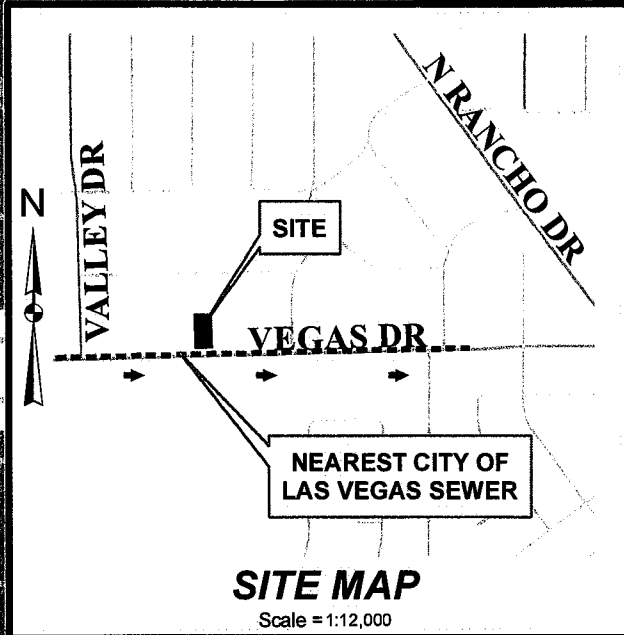 N RANCHO DR
VALLEY DR
N
SITE
VEGAS DR
NEAREST CITY OF
LAS VEGAS SEWER
SITE MAP
Scale = 1:12,000